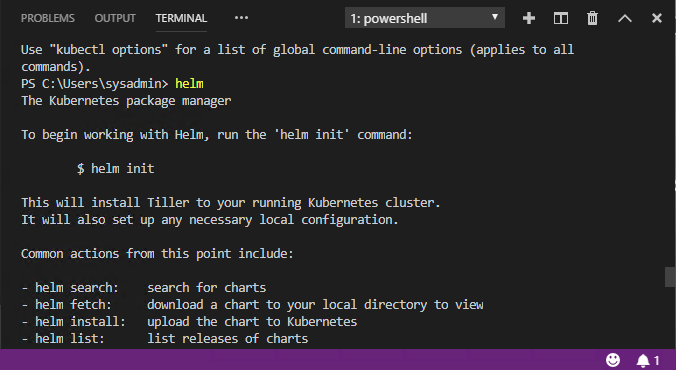 PROBLEMS OUTPUT TERMINAL ... 1: powershell
Use "kubectl options" for a list of global command-line options (applies to all
commands).
PS C:\Users\sysadmin> helm
The Kubernetes package manager
To begin working with Helm, run the 'helm init' command:
$ helm init
This will install Tiller to your running Kubernetes cluster.
It will also set up any necessary local configuration.
Common actions from this point include:
- helm search: search for charts
- helm fetch: download a chart to your local directory to view
- helm install: upload the chart to Kubernetes
- helm list: list releases of charts
1